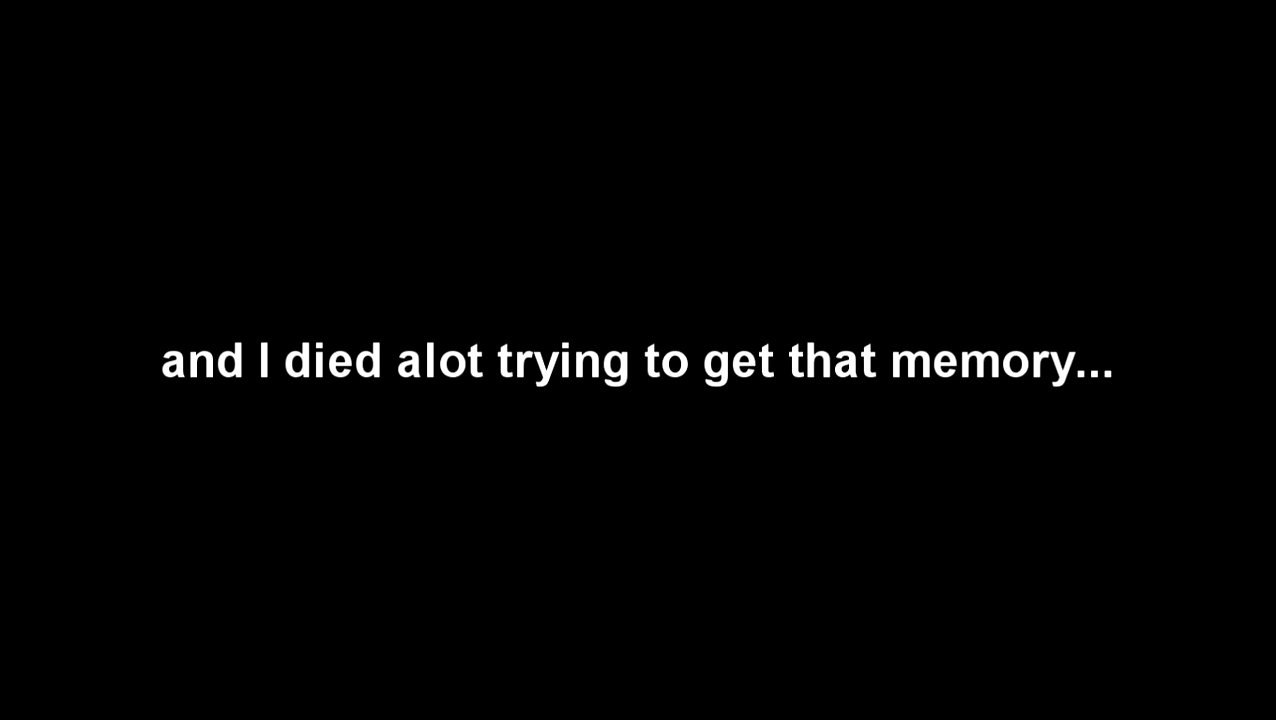 and I died alot trying to get that memory...